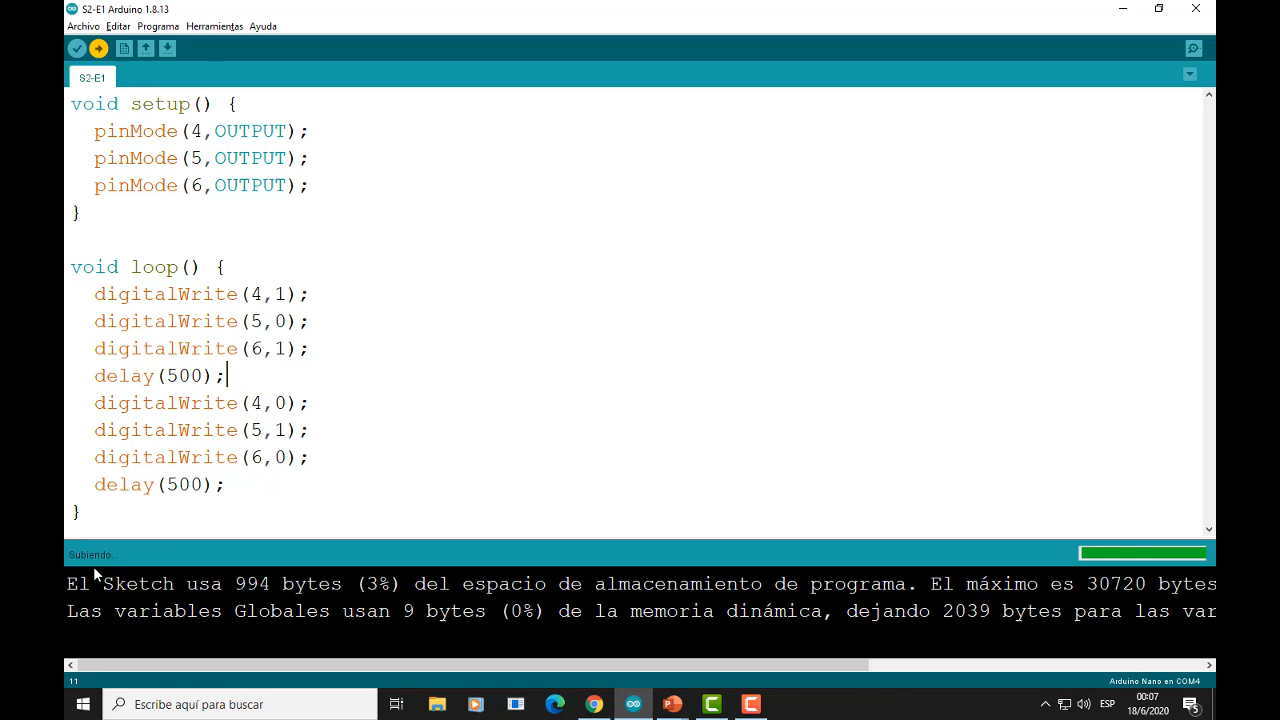 S2-E1 Arduino 1.8.13
Archivo Editar Programa Herramientas Ayuda
S2-E1
void setup() {
pinMode(4,OUTPUT);
pinMode(5,OUTPUT);
pinMode(6,OUTPUT);
}
void loop() {
digitalWrite(4,1);
digitalWrite(5,0);
digitalWrite(6,1);
delay(500);
digitalWrite(4,0);
digitalWrite(5,1);
digitalWrite(6,0);
delay(500);
}
Subiendo...
El Sketch usa 994 bytes (3%) del espacio de almacenamiento de programa. El máximo es 30720 bytes
Las variables Globales usan 9 bytes (0%) de la memoria dinámica, dejando 2039 bytes para las var
11
Arduino Nano en COM4
Escribe aquí para buscar
ESP
00:07
18/6/2020
5